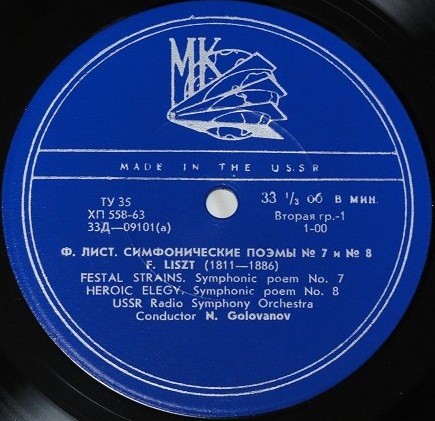 МК
MADE IN THE USSR
ТУ 35
ХП 558-63
33Д—09101(а)
33 1/3 об в мин.
Вторая гр.-1
1-00
Ф. ЛИСТ. СИМФОНИЧЕСКИЕ ПОЭМЫ № 7 и № 8
F. LISZT (1811—1886)
FESTAL STRAINS. Symphonic poem No. 7
HEROIC ELEGY. Symphonic poem No. 8
USSR Radio Symphony Orchestra
Conductor N. Golovanov